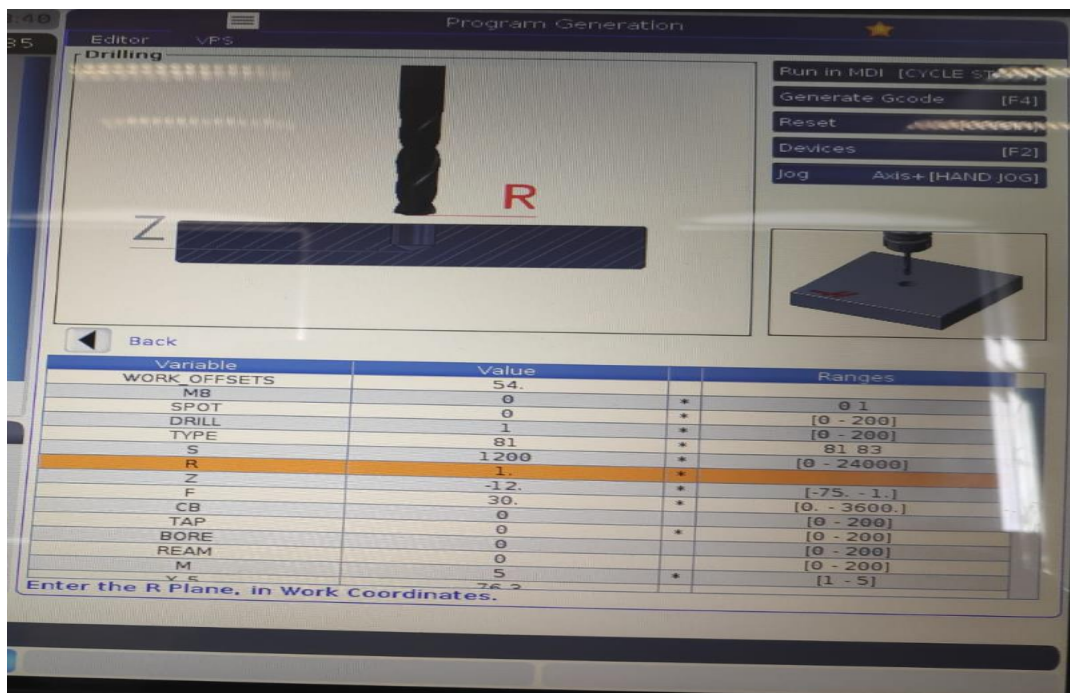 :40
Program Generation
35
Editor VPS
Drilling
Run in MDI [CYCLE
Generate Gcode [F4]
Reset
Devices [F2]
Jog Axis+[HAND JOG]
R
Z
Back
Variable Value Ranges
WORK_OFFSETS 54.
M8 0 * 0 1
SPOT 0 * [0 - 200]
DRILL 1 * [0 - 200]
TYPE 81 * 81 83
S 1200 * [0 - 24000]
R 1. *
Z -12. * [-75. - 1.]
F 30. * [0. - 3600.]
CB 0 [0 - 200]
TAP 0 * [0 - 200]
BORE 0 [0 - 200]
REAM 0 [0 - 200]
M 5 * [1 - 5]
Enter the R Plane, in Work Coordinates.